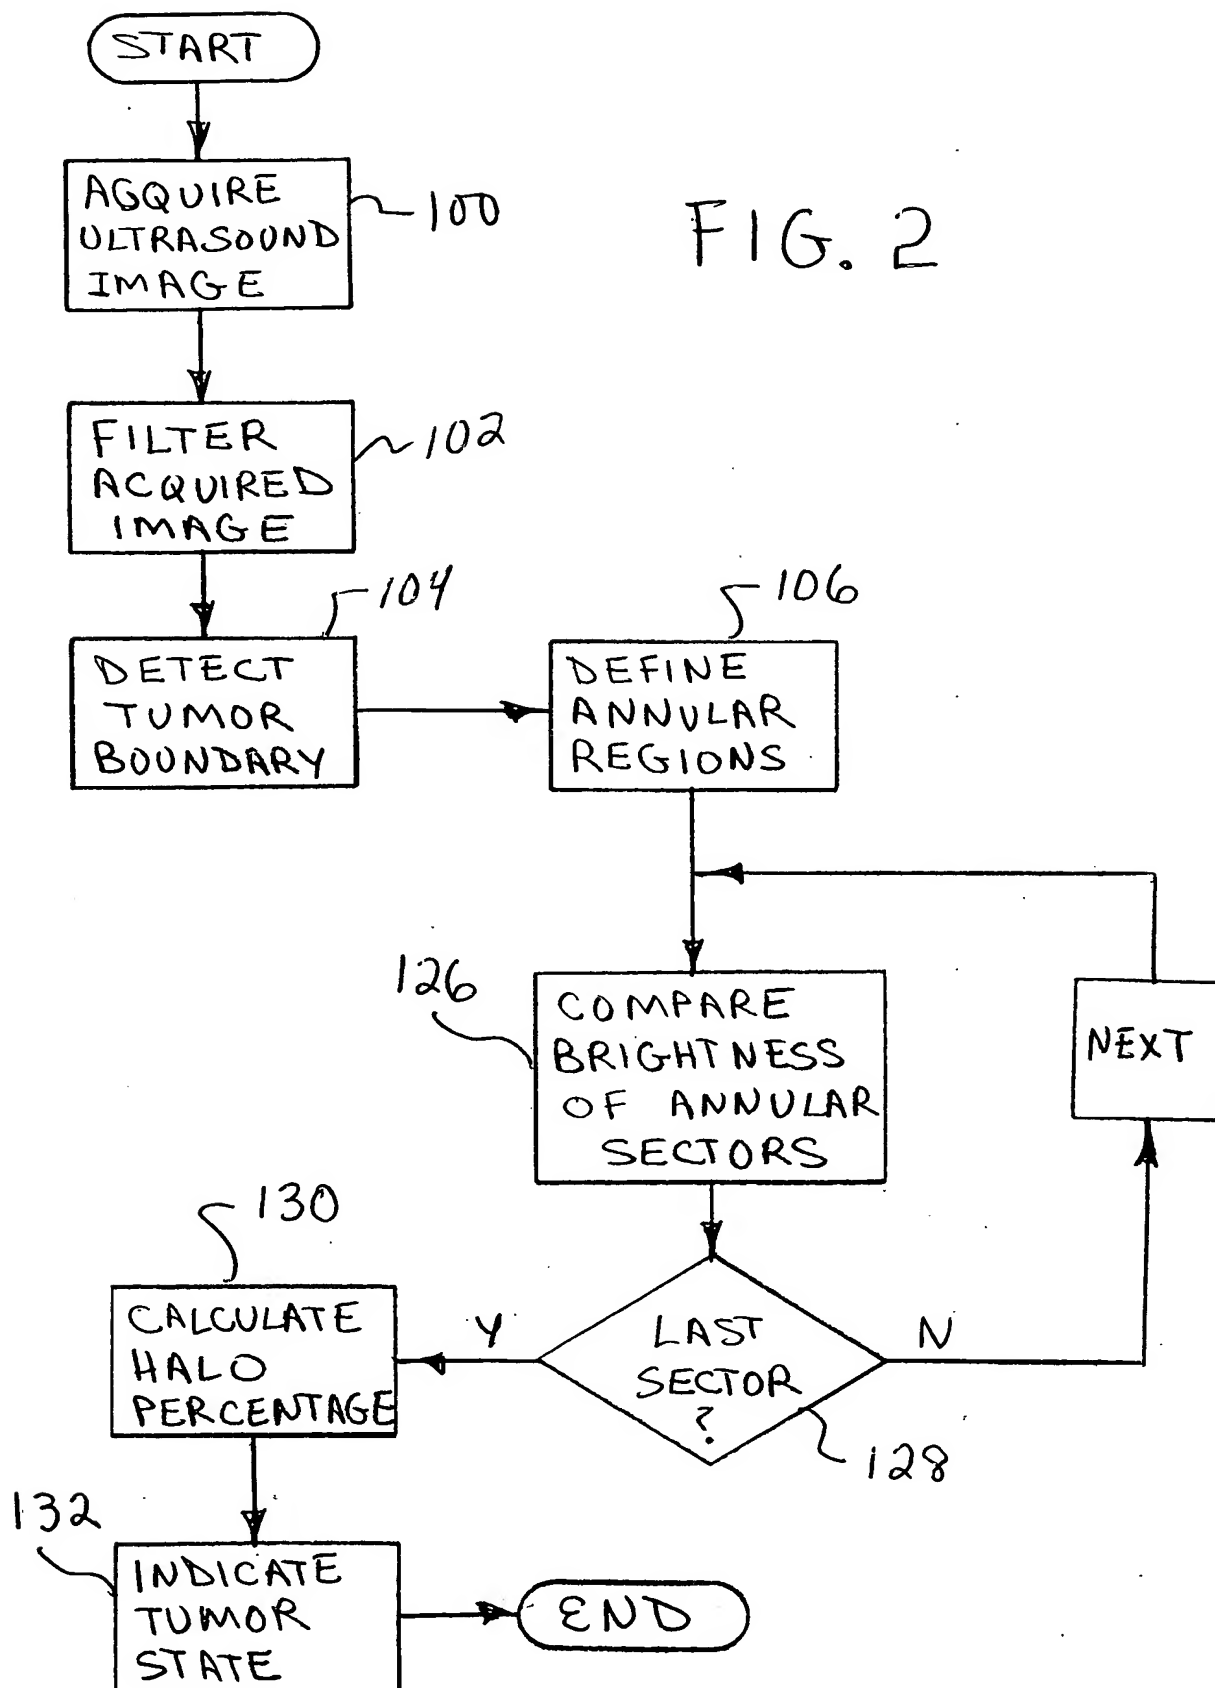 START
AGQUIRE
ULTRASOUND
IMAGE
100
FIG. 2
FILTER
ACQUIRED
IMAGE
102
104
DETECT
TUMOR
BOUNDARY
106
DEFINE
ANNULAR
REGIONS
126
COMPARE
BRIGHTNESS
OF ANNULAR
SECTORS
NEXT
130
CALCULATE
HALO
PERCENTAGE
Y
LAST
SECTOR
?
N
128
132
INDICATE
TUMOR
STATE
END